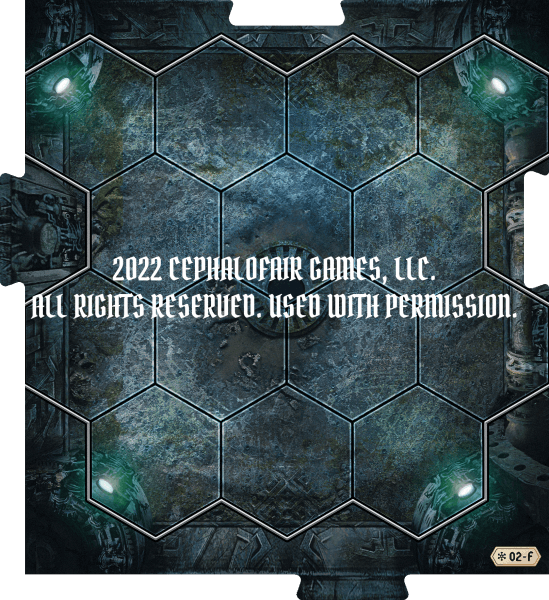 2022 CEPHALOFAIR GAMES, LLC.
ALL RIGHTS RESERVED. USED WITH PERMISSION.
* 02-F